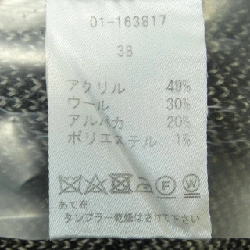 01-163817
38
アクリル 49%
ウール 30%
アルパカ 20%
ポリエステル 1%
あて布
タンブラー乾燥はさけて下さい